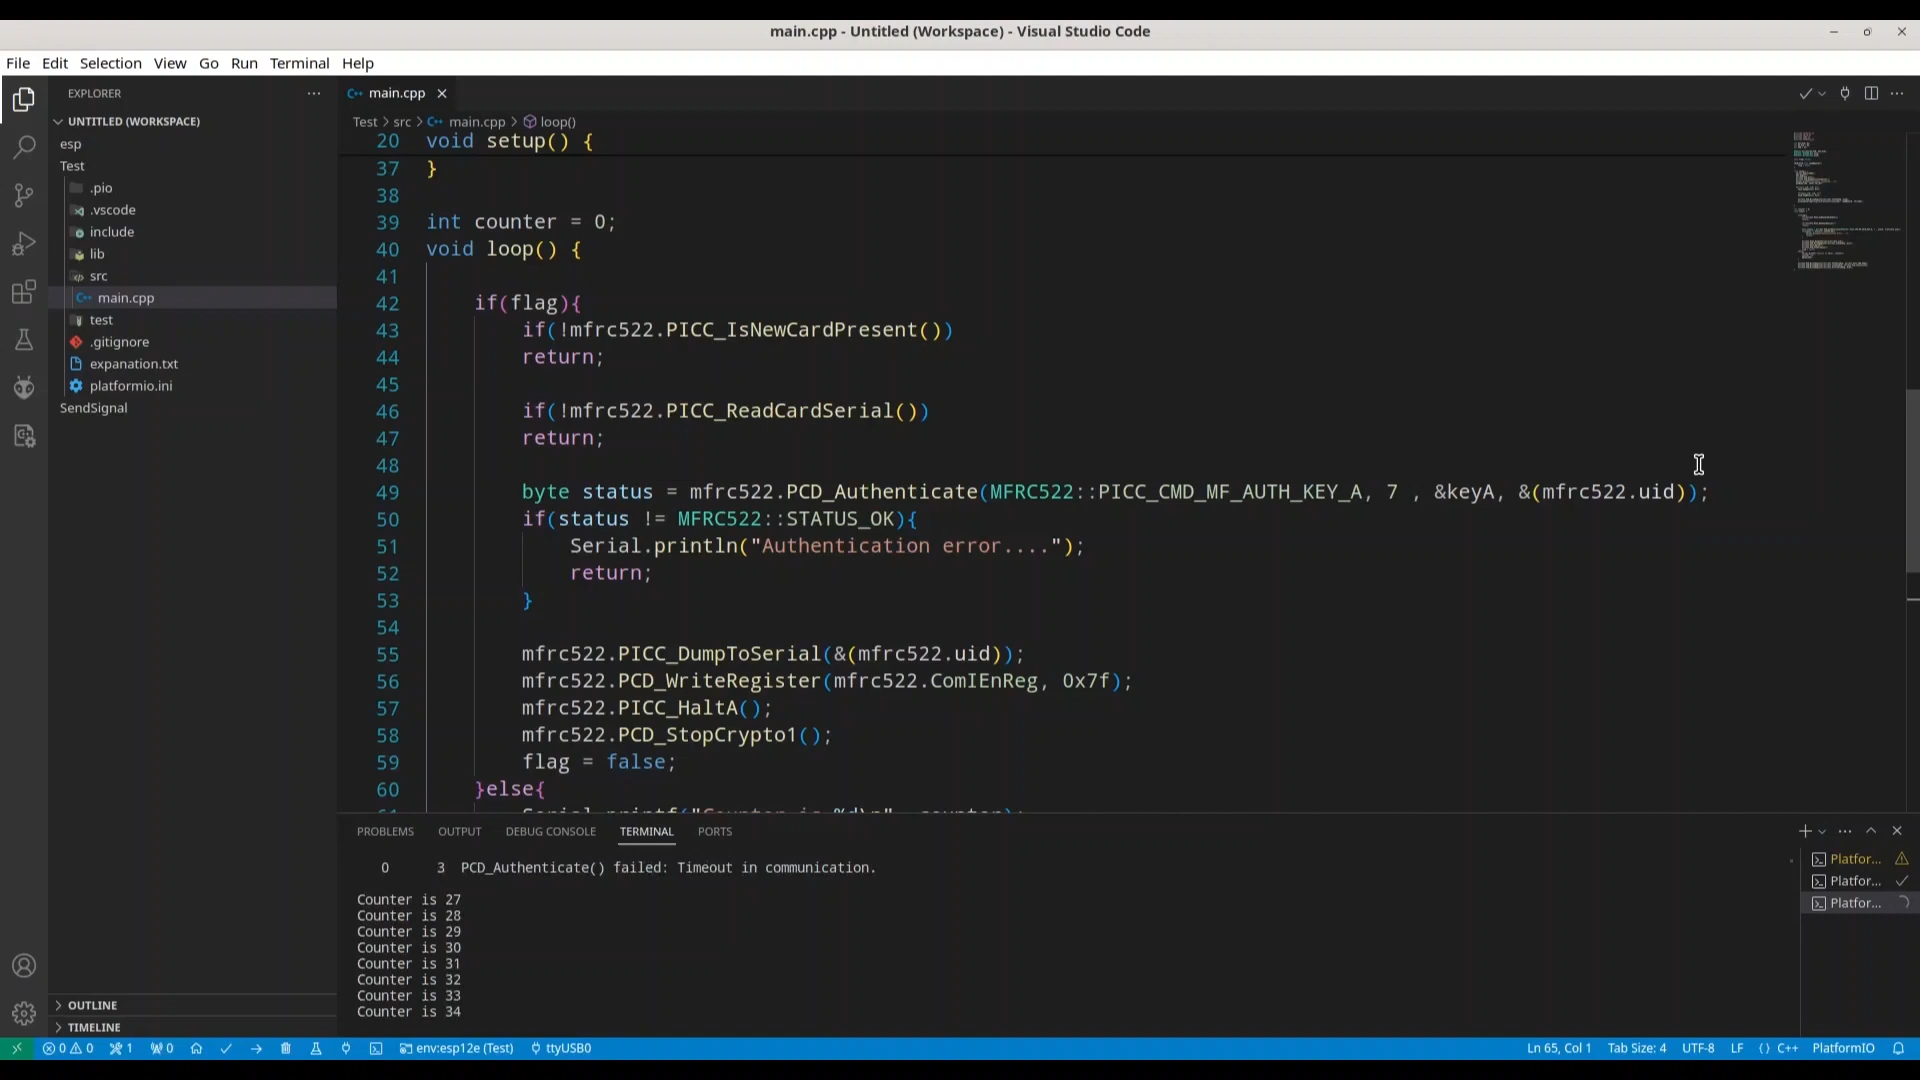 main.cpp - Untitled (Workspace) - Visual Studio Code
File Edit Selection View Go Run Terminal Help
EXPLORER
UNTITLED (WORKSPACE)
esp
Test
.pio
.vscode
include
lib
src
main.cpp
test
.gitignore
expanation.txt
platformio.ini
SendSignal
OUTLINE
TIMELINE
main.cpp
Test > src > main.cpp > loop()
20 void setup() {
37 }
38
39 int counter = 0;
40 void loop() {
41
42 if(flag){
43 if(!mfrc522.PICC_IsNewCardPresent())
44 return;
45
46 if(!mfrc522.PICC_ReadCardSerial())
47 return;
48
49 byte status = mfrc522.PCD_Authenticate(MFRC522::PICC_CMD_MF_AUTH_KEY_A, 7 , &keyA, &(mfrc522.uid));
50 if(status != MFRC522::STATUS_OK){
51 Serial.println("Authentication error....");
52 return;
53 }
54
55 mfrc522.PICC_DumpToSerial(&(mfrc522.uid));
56 mfrc522.PCD_WriteRegister(mfrc522.ComIEnReg, 0x7f);
57 mfrc522.PICC_HaltA();
58 mfrc522.PCD_StopCrypto1();
59 flag = false;
60 }else{
61 Serial.printf("Counter is %d\n", counter);
PROBLEMS OUTPUT DEBUG CONSOLE TERMINAL PORTS
0 3 PCD_Authenticate() failed: Timeout in communication.
Counter is 27
Counter is 28
Counter is 29
Counter is 30
Counter is 31
Counter is 32
Counter is 33
Counter is 34
Platfor...
Platfor...
Platfor...
0 0 1 0 env:esp12e (Test) ttyUSB0 Ln 65, Col 1 Tab Size: 4 UTF-8 LF {} C++ PlatformIO